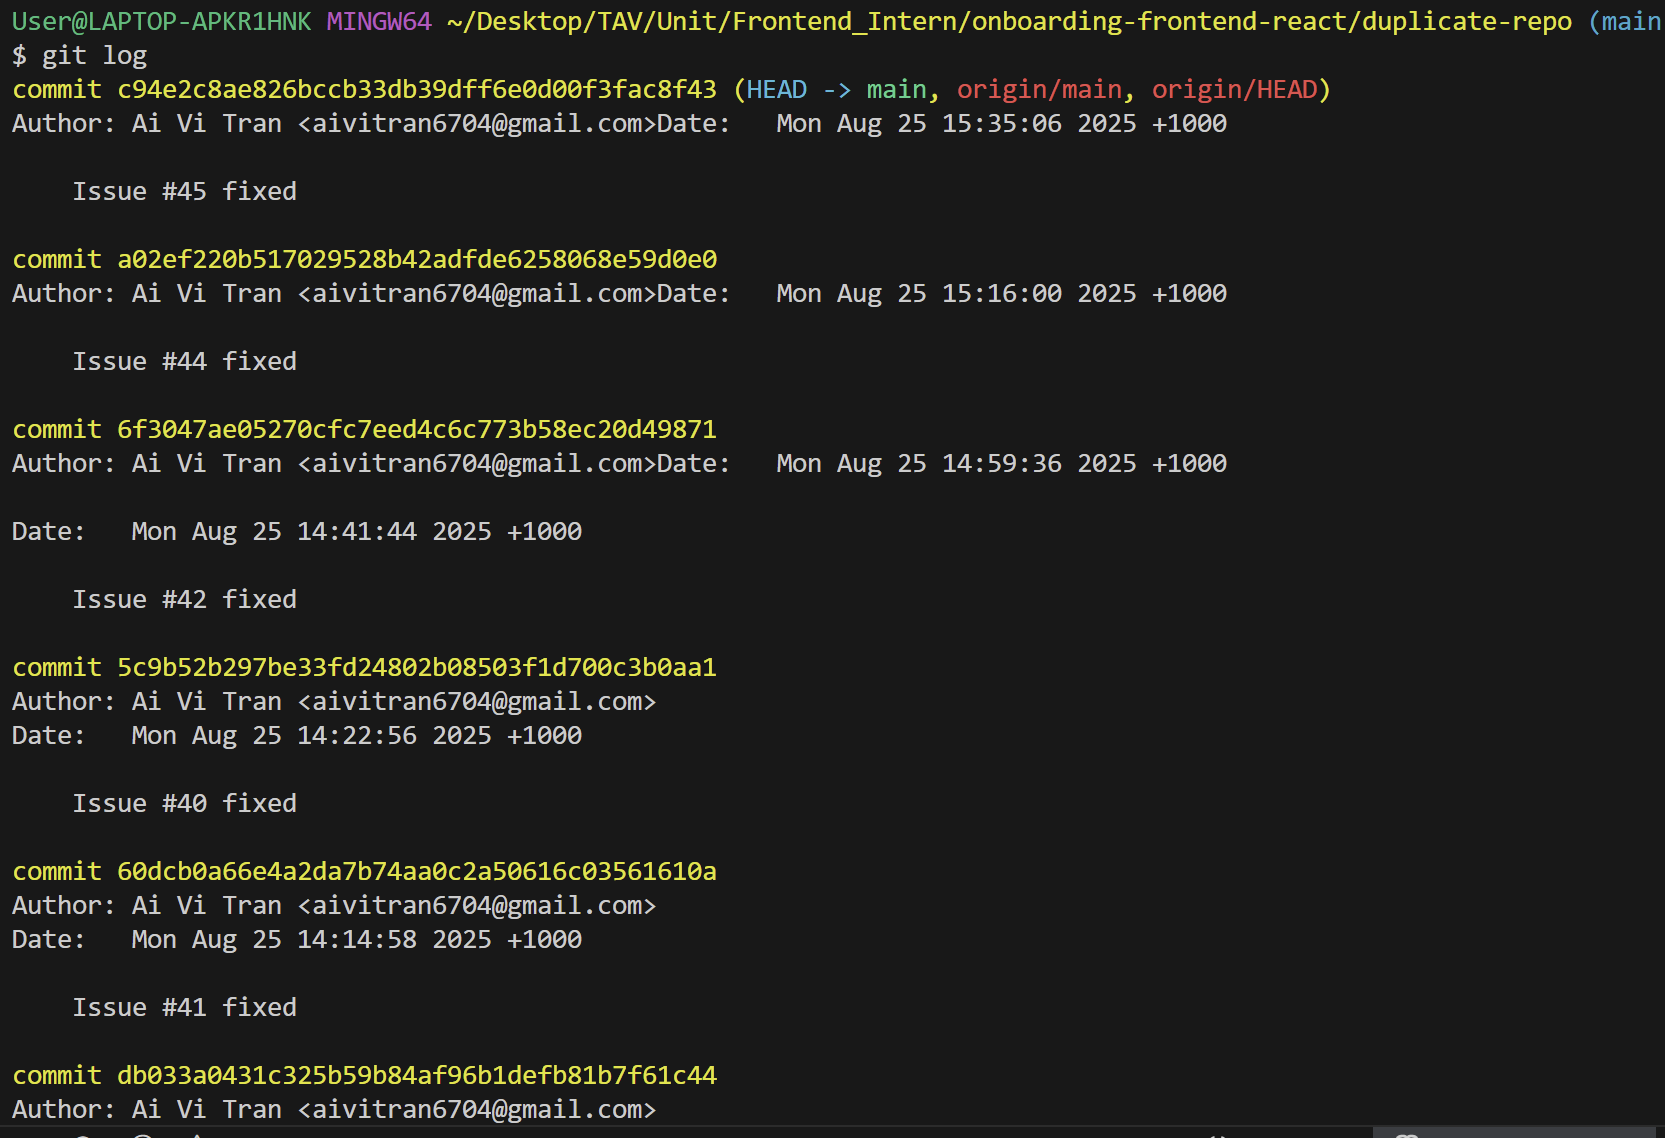 User@LAPTOP-APKR1HNK MINGW64 ~/Desktop/TAV/Unit/Frontend_Intern/onboarding-frontend-react/duplicate-repo (main
$ git log
commit c94e2c8ae826bccb33db39dff6e0d00f3fac8f43 (HEAD -> main, origin/main, origin/HEAD)
Author: Ai Vi Tran <aivitran6704@gmail.com>Date:   Mon Aug 25 15:35:06 2025 +1000
    Issue #45 fixed
commit a02ef220b517029528b42adfde6258068e59d0e0
Author: Ai Vi Tran <aivitran6704@gmail.com>Date:   Mon Aug 25 15:16:00 2025 +1000
    Issue #44 fixed
commit 6f3047ae05270cfc7eed4c6c773b58ec20d49871
Author: Ai Vi Tran <aivitran6704@gmail.com>Date:   Mon Aug 25 14:59:36 2025 +1000
Date:   Mon Aug 25 14:41:44 2025 +1000
    Issue #42 fixed
commit 5c9b52b297be33fd24802b08503f1d700c3b0aa1
Author: Ai Vi Tran <aivitran6704@gmail.com>
Date:   Mon Aug 25 14:22:56 2025 +1000
    Issue #40 fixed
commit 60dcb0a66e4a2da7b74aa0c2a50616c03561610a
Author: Ai Vi Tran <aivitran6704@gmail.com>
Date:   Mon Aug 25 14:14:58 2025 +1000
    Issue #41 fixed
commit db033a0431c325b59b84af96b1defb81b7f61c44
Author: Ai Vi Tran <aivitran6704@gmail.com>